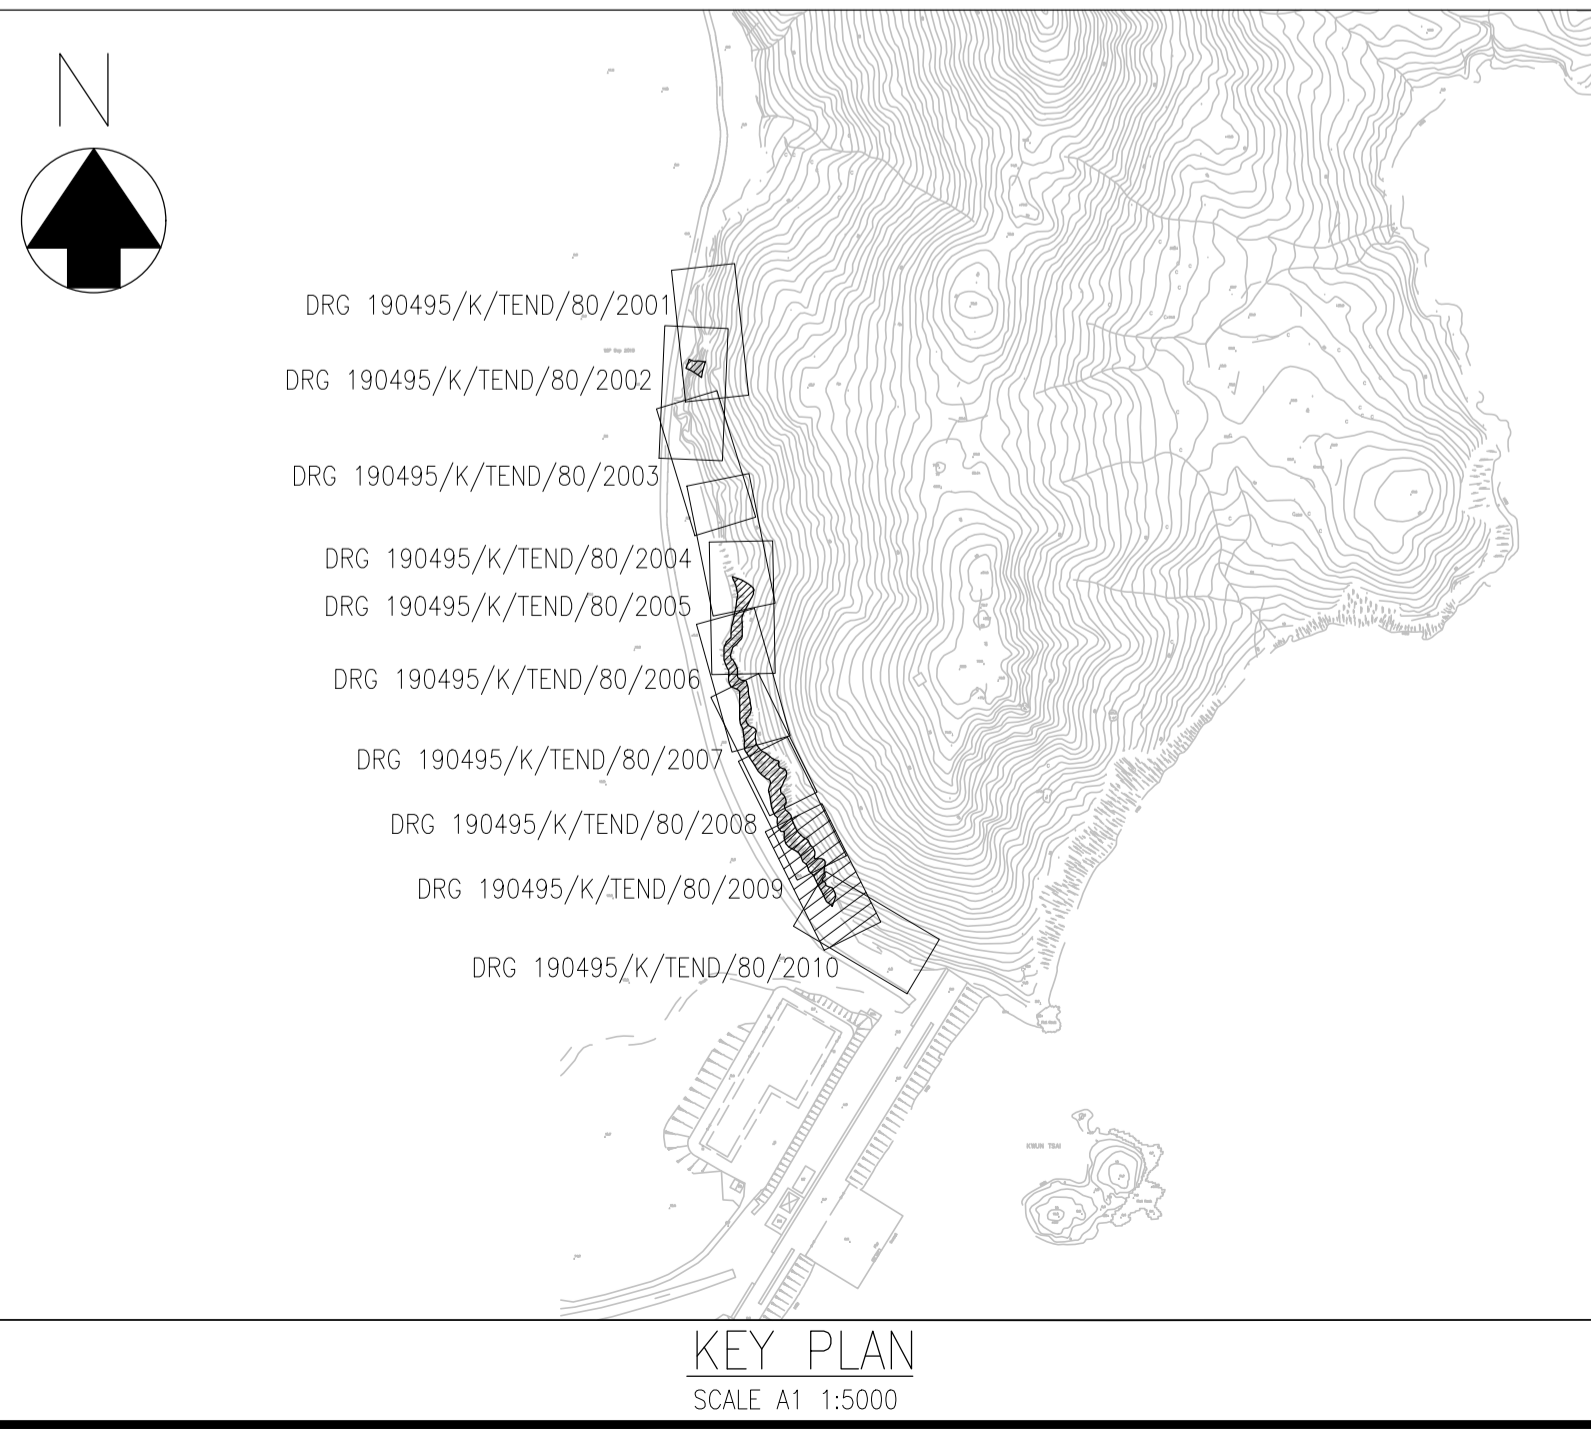 N
DRG 190495/K/TEND/80/2001
DRG 190495/K/TEND/80/2002
DRG 190495/K/TEND/80/2003
DRG 190495/K/TEND/80/2004
DRG 190495/K/TEND/80/2005
DRG 190495/K/TEND/80/2006
DRG 190495/K/TEND/80/2007
DRG 190495/K/TEND/80/2008
DRG 190495/K/TEND/80/2009
DRG 190495/K/TEND/80/2010
KWUN TSAI
KEY PLAN
SCALE A1 1:5000